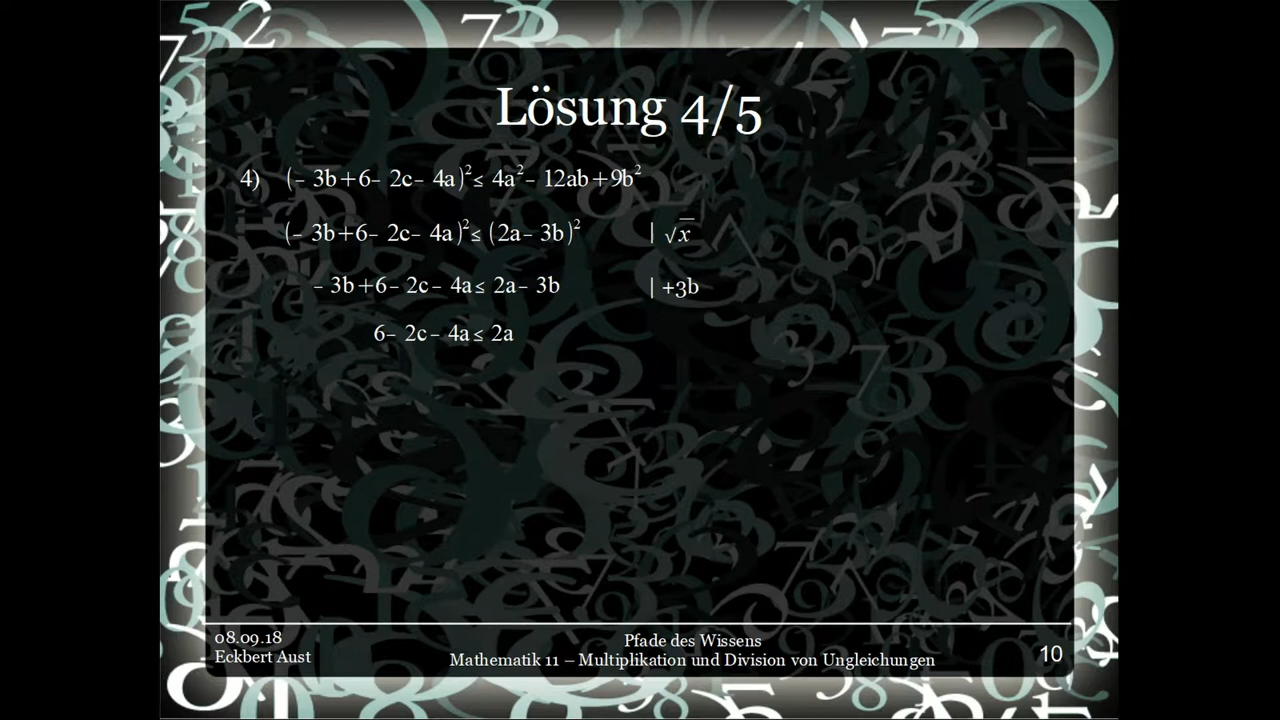 Lösung 4/5
4) (– 3b+6– 2c– 4a)²≤ 4a²– 12ab+9b²
(– 3b+6– 2c– 4a)²≤ (2a– 3b)² | √x
– 3b+6– 2c– 4a≤ 2a– 3b | +3b
6– 2c– 4a≤ 2a
08.09.18
Eckbert Aust
Pfade des Wissens
Mathematik 11 – Multiplikation und Division von Ungleichungen
10